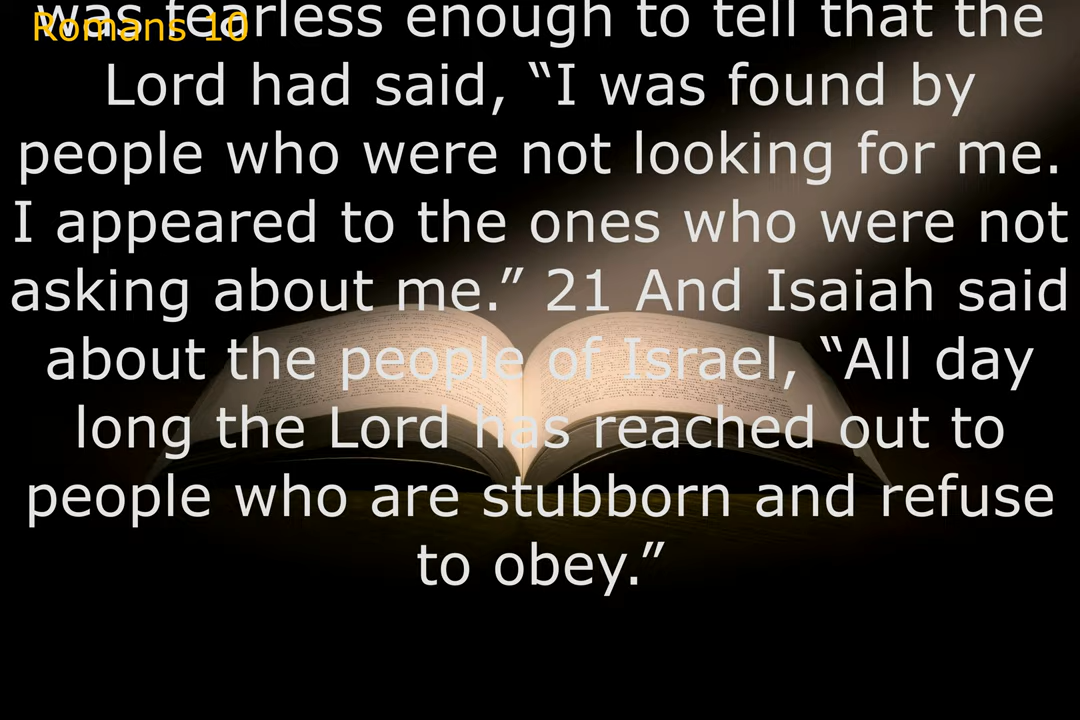 Romans 10
was fearless enough to tell that the
Lord had said, “I was found by
people who were not looking for me.
I appeared to the ones who were not
asking about me.” 21 And Isaiah said
about the people of Israel, “All day
long the Lord has reached out to
people who are stubborn and refuse
to obey.”